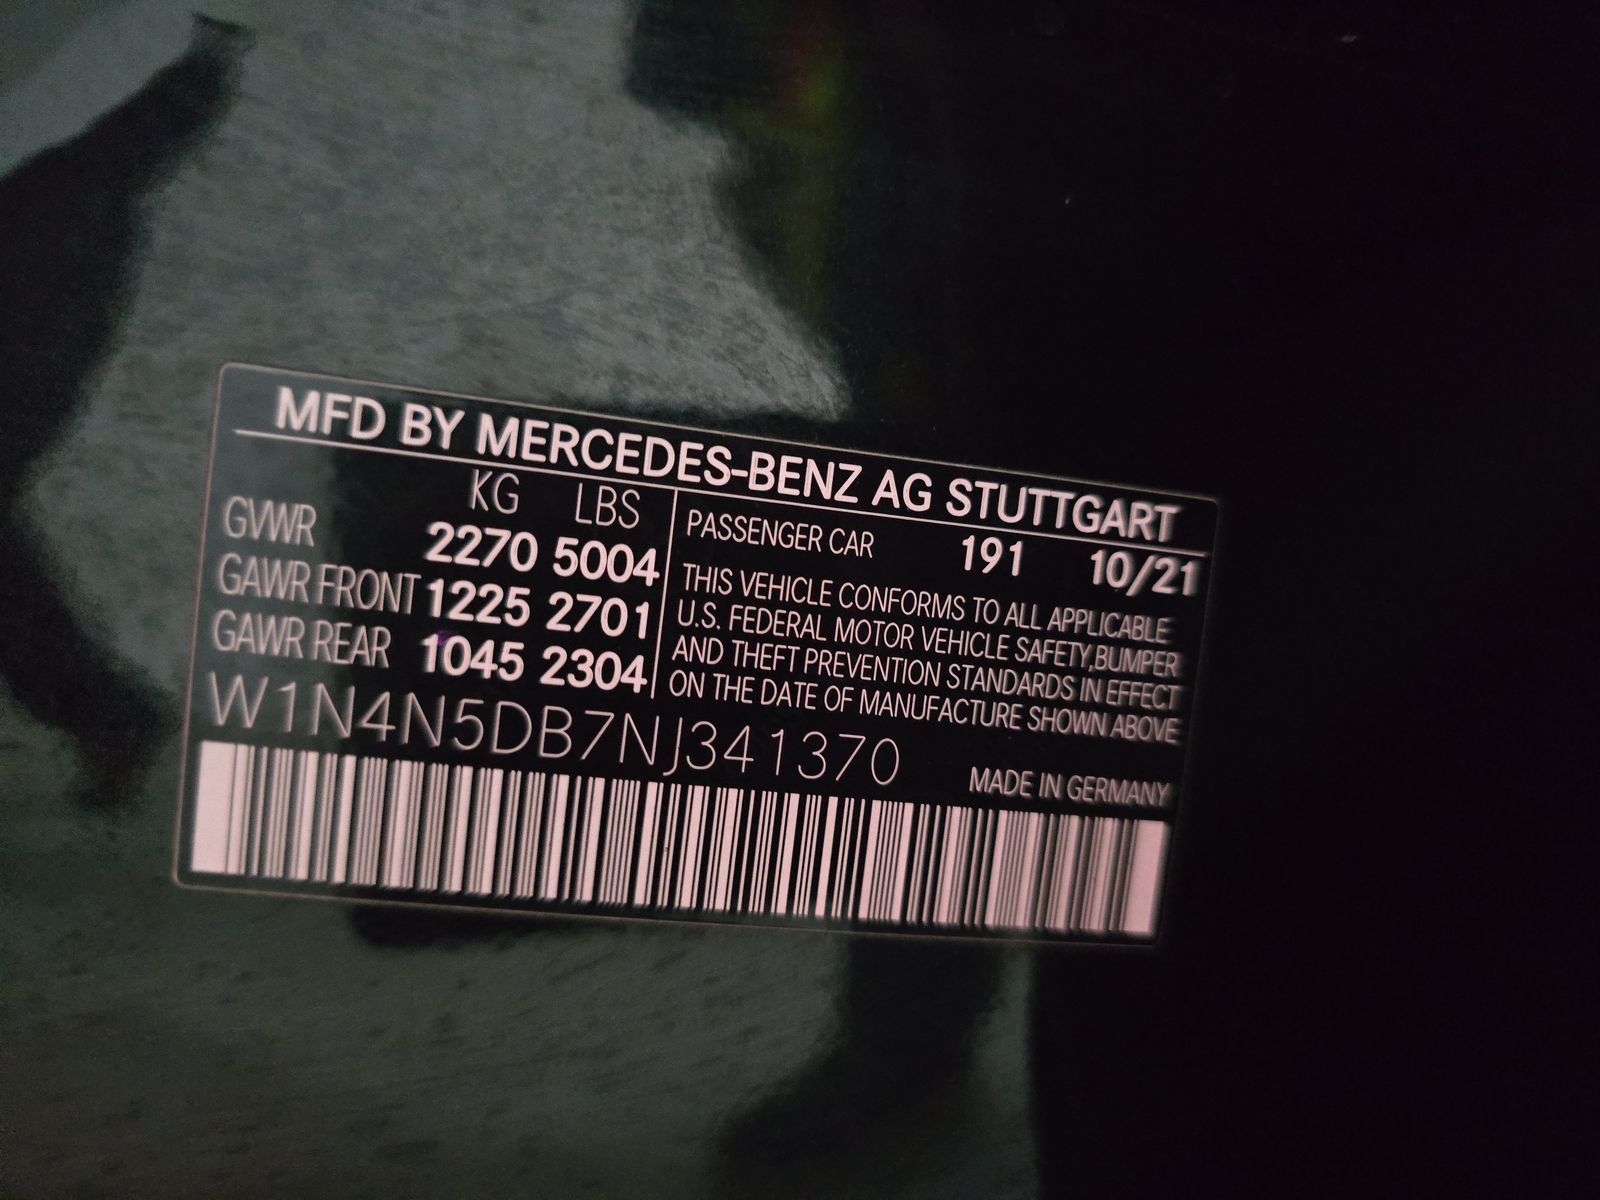 MFD BY MERCEDES-BENZ AG STUTTGART
KG LBS
GVWR 2270 5004
GAWR FRONT 1225 2701
GAWR REAR 1045 2304
PASSENGER CAR 191 10/21
THIS VEHICLE CONFORMS TO ALL APPLICABLE
U.S. FEDERAL MOTOR VEHICLE SAFETY,BUMPER
AND THEFT PREVENTION STANDARDS IN EFFECT
ON THE DATE OF MANUFACTURE SHOWN ABOVE
W1N4N5DB7NJ341370
MADE IN GERMANY